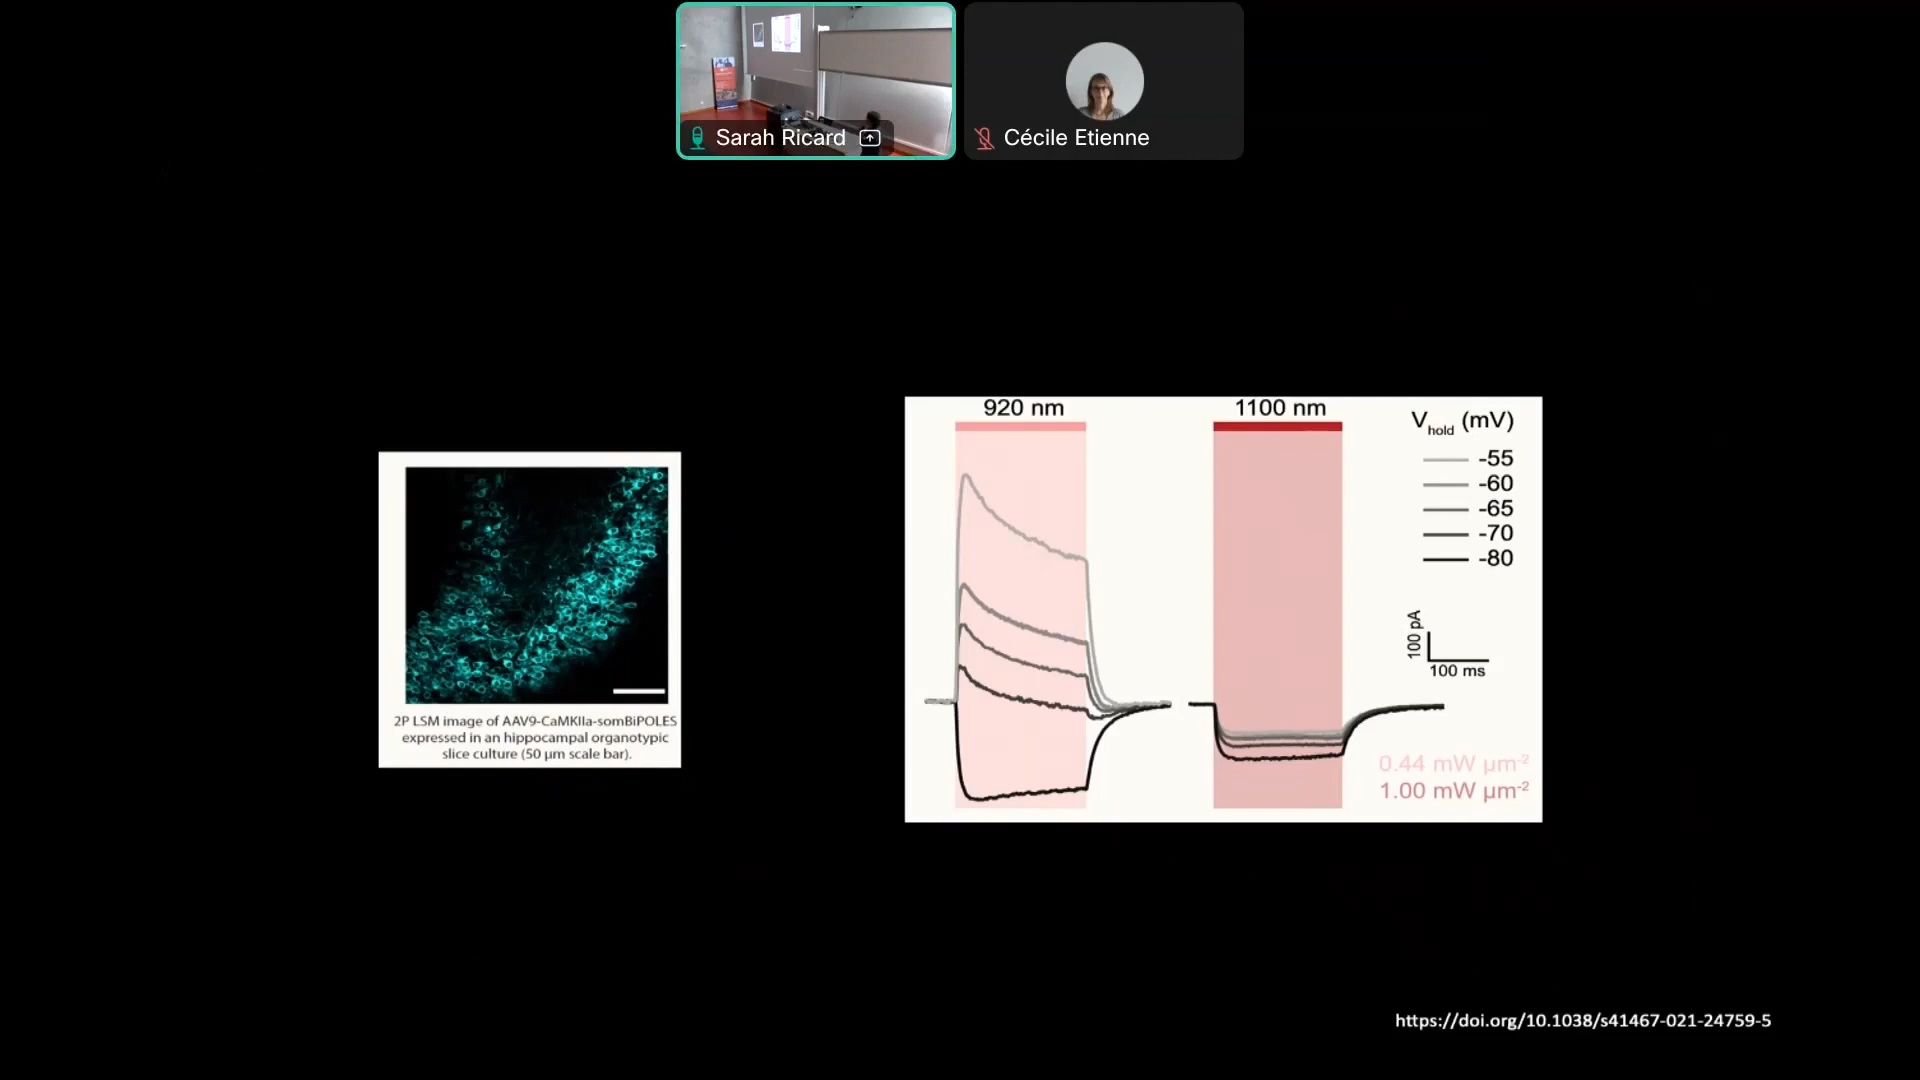 Sarah Ricard
Cécile Etienne
920 nm
1100 nm
Vhold (mV)
-55
-60
-65
-70
-80
100 pA
100 ms
0.44 mW µm-2
1.00 mW µm-2
2P LSM image of AAV9-CaMKIIa-somBiPOLES
expressed in an hippocampal organotypic
slice culture (50 µm scale bar).
https://doi.org/10.1038/s41467-021-24759-5